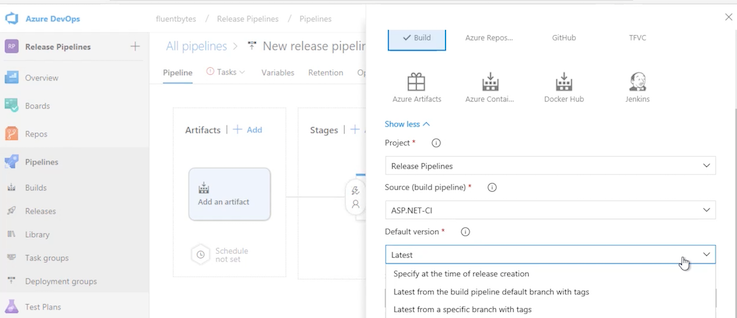 Azure DevOps
fluentbytes / Release Pipelines / Pipelines
RP Release Pipelines
Overview
Boards
Repos
Pipelines
Builds
Releases
Library
Task groups
Deployment groups
Test Plans
All pipelines > New release pipelin
Pipeline Tasks Variables Retention Op
Artifacts | + Add
Stages | +
Add an artifact
Schedule
not set
Build
Azure Repos...
GitHub
TFVC
Azure Artifacts
Azure Contai...
Docker Hub
Jenkins
Show less
Project *
Release Pipelines
Source (build pipeline) *
ASP.NET-CI
Default version *
Latest
Specify at the time of release creation
Latest from the build pipeline default branch with tags
Latest from a specific branch with tags